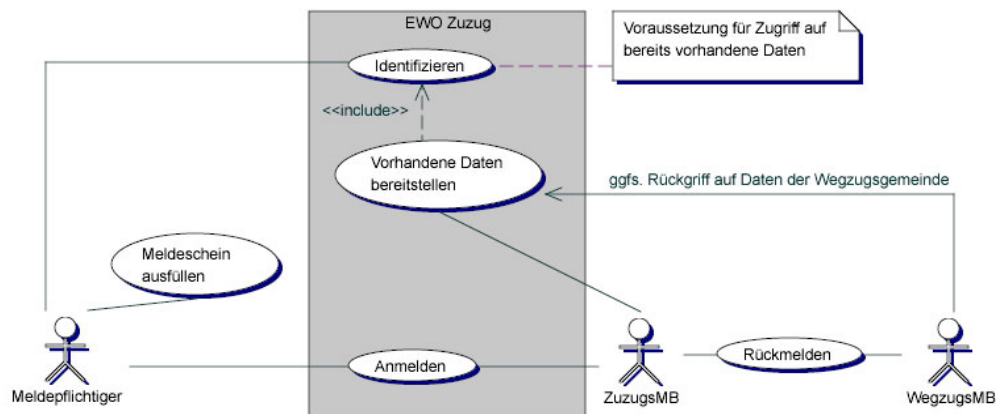 EWO Zuzug
Voraussetzung für Zugriff auf
bereits vorhandene Daten
Identifizieren
<<include>>
Vorhandene Daten
bereitstellen
ggfs. Rückgriff auf Daten der Wegzugsgemeinde
Meldeschein
ausfüllen
Anmelden
Rückmelden
Meldepflichtiger
ZuzugsMB
WegzugsMB